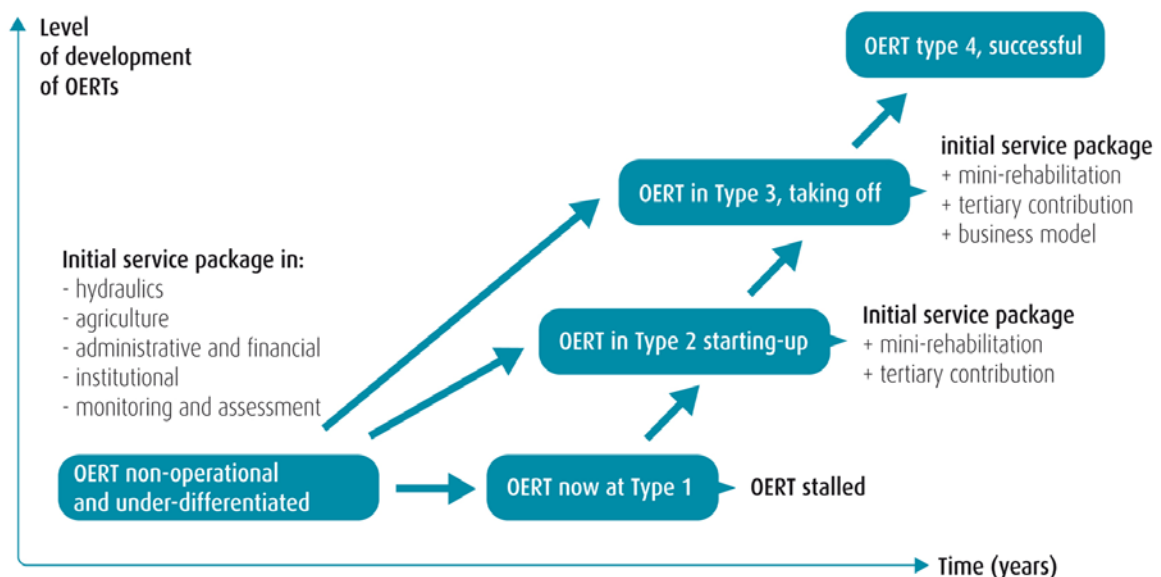 Level
of development
of OERTs
OERT type 4, successful
OERT in Type 3, taking off
initial service package
+ mini-rehabilitation
+ tertiary contribution
+ business model
Initial service package in:
- hydraulics
- agriculture
- administrative and financial
- institutional
- monitoring and assessment
OERT in Type 2 starting-up
Initial service package
+ mini-rehabilitation
+ tertiary contribution
OERT non-operational
and under-differentiated
OERT now at Type 1
OERT stalled
Time (years)